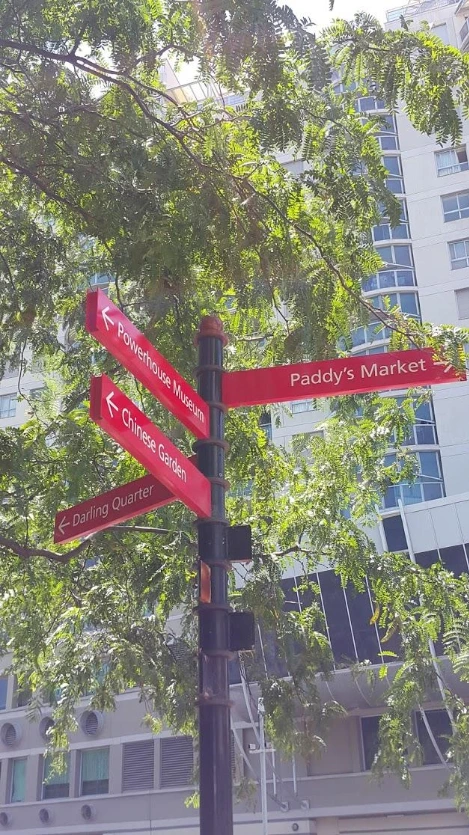 ← Powerhouse Museum
Paddy's Market →
← Chinese Garden
← Darling Quarter